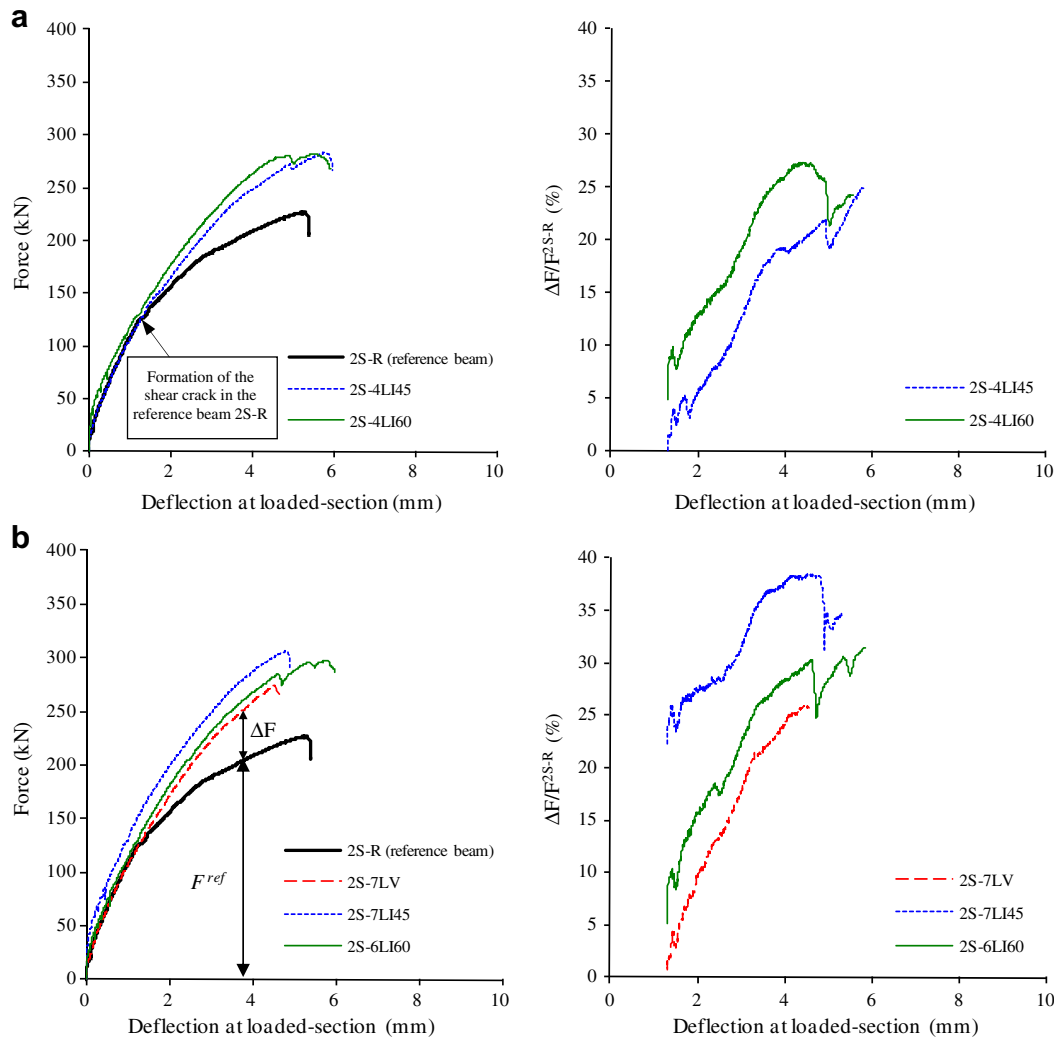 a
400
350
300
250
200
150
100
50
0
Force (kN)
0 2 4 6 8 10
Deflection at loaded-section (mm)
Formation of the
shear crack in the
reference beam 2S-R
2S-R (reference beam)
2S-4LI45
2S-4LI60
40
35
30
25
20
15
10
5
0
ΔF/F^2S-R (%)
0 2 4 6 8 10
Deflection at loaded-section (mm)
2S-4LI45
2S-4LI60
b
400
350
300
250
200
150
100
50
0
Force (kN)
0 2 4 6 8 10
Deflection at loaded-section (mm)
ΔF
F^ref
2S-R (reference beam)
2S-7LV
2S-7LI45
2S-6LI60
40
35
30
25
20
15
10
5
0
ΔF/F^2S-R (%)
0 2 4 6 8 10
Deflection at loaded-section (mm)
2S-7LV
2S-7LI45
2S-6LI60